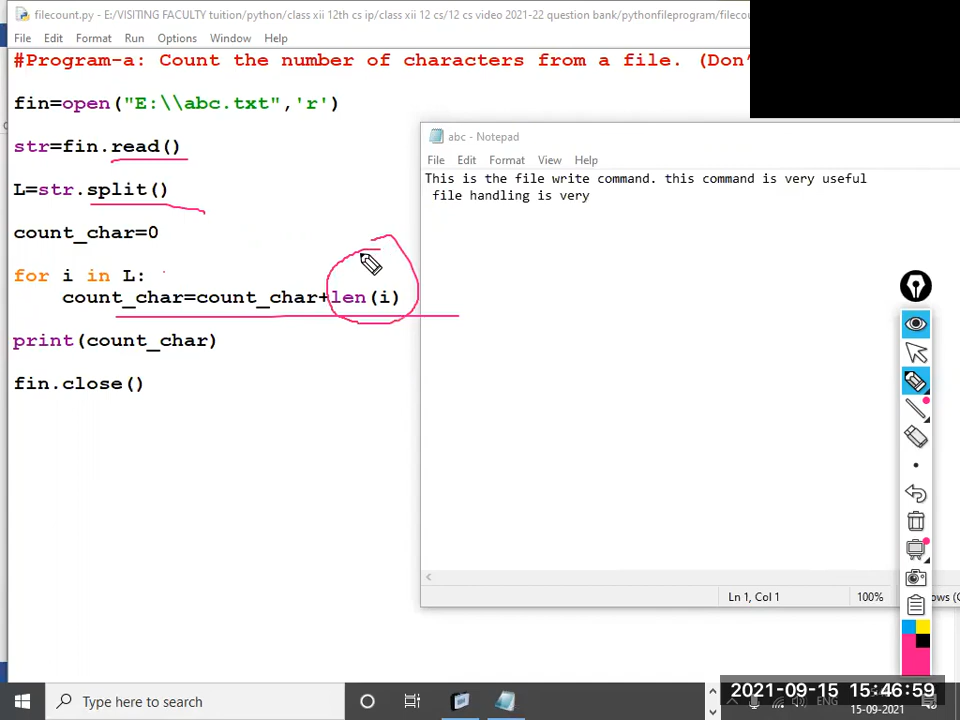 filecount.py - E:/VISITING FACULTY tuition/python/class xii 12th cs ip/class xii 12 cs/12 cs video 2021-22 question bank/pythonfileprogram/filecou
File Edit Format Run Options Window Help
#Program-a: Count the number of characters from a file. (Don'
fin=open("E:\\abc.txt",'r')
str=fin.read()
L=str.split()
count_char=0
for i in L:
count_char=count_char+len(i)
print(count_char)
fin.close()
abc - Notepad
File Edit Format View Help
This is the file write command. this command is very useful
file handling is very
Ln 1, Col 1 100% ows (C
Type here to search
2021-09-15 15:46:59
ENG
15-09-2021